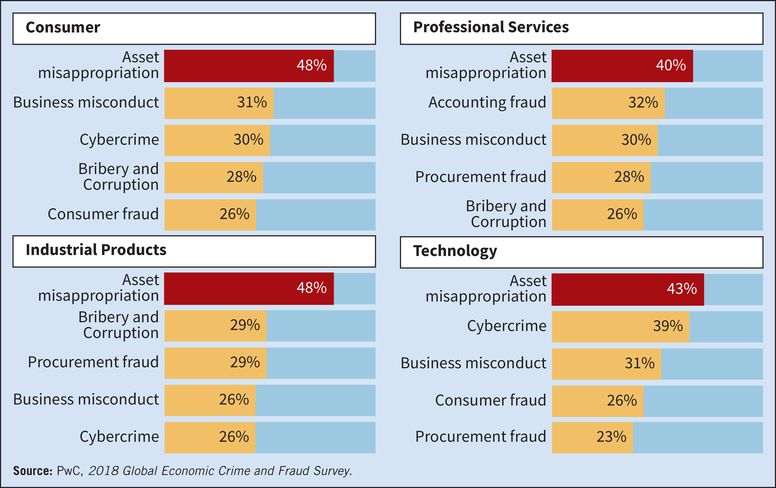 Consumer
Asset
misappropriation 48%
Business misconduct 31%
Cybercrime 30%
Bribery and
Corruption 28%
Consumer fraud 26%
Professional Services
Asset
misappropriation 40%
Accounting fraud 32%
Business misconduct 30%
Procurement fraud 28%
Bribery and
Corruption 26%
Industrial Products
Asset
misappropriation 48%
Bribery and
Corruption 29%
Procurement fraud 29%
Business misconduct 26%
Cybercrime 26%
Technology
Asset
misappropriation 43%
Cybercrime 39%
Business misconduct 31%
Consumer fraud 26%
Procurement fraud 23%
Source: PwC, 2018 Global Economic Crime and Fraud Survey.